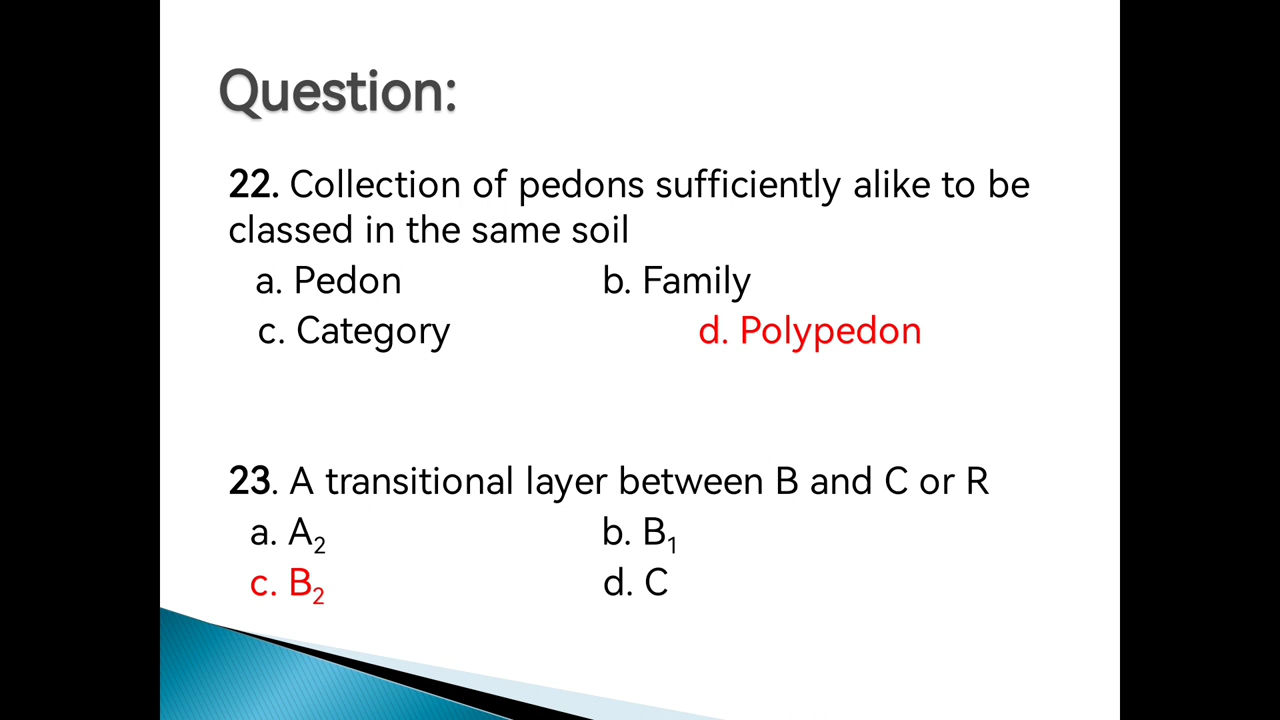 Question:
22. Collection of pedons sufficiently alike to be
classed in the same soil
a. Pedon b. Family
c. Category d. Polypedon
23. A transitional layer between B and C or R
a. A₂ b. B₁
c. B₂ d. C